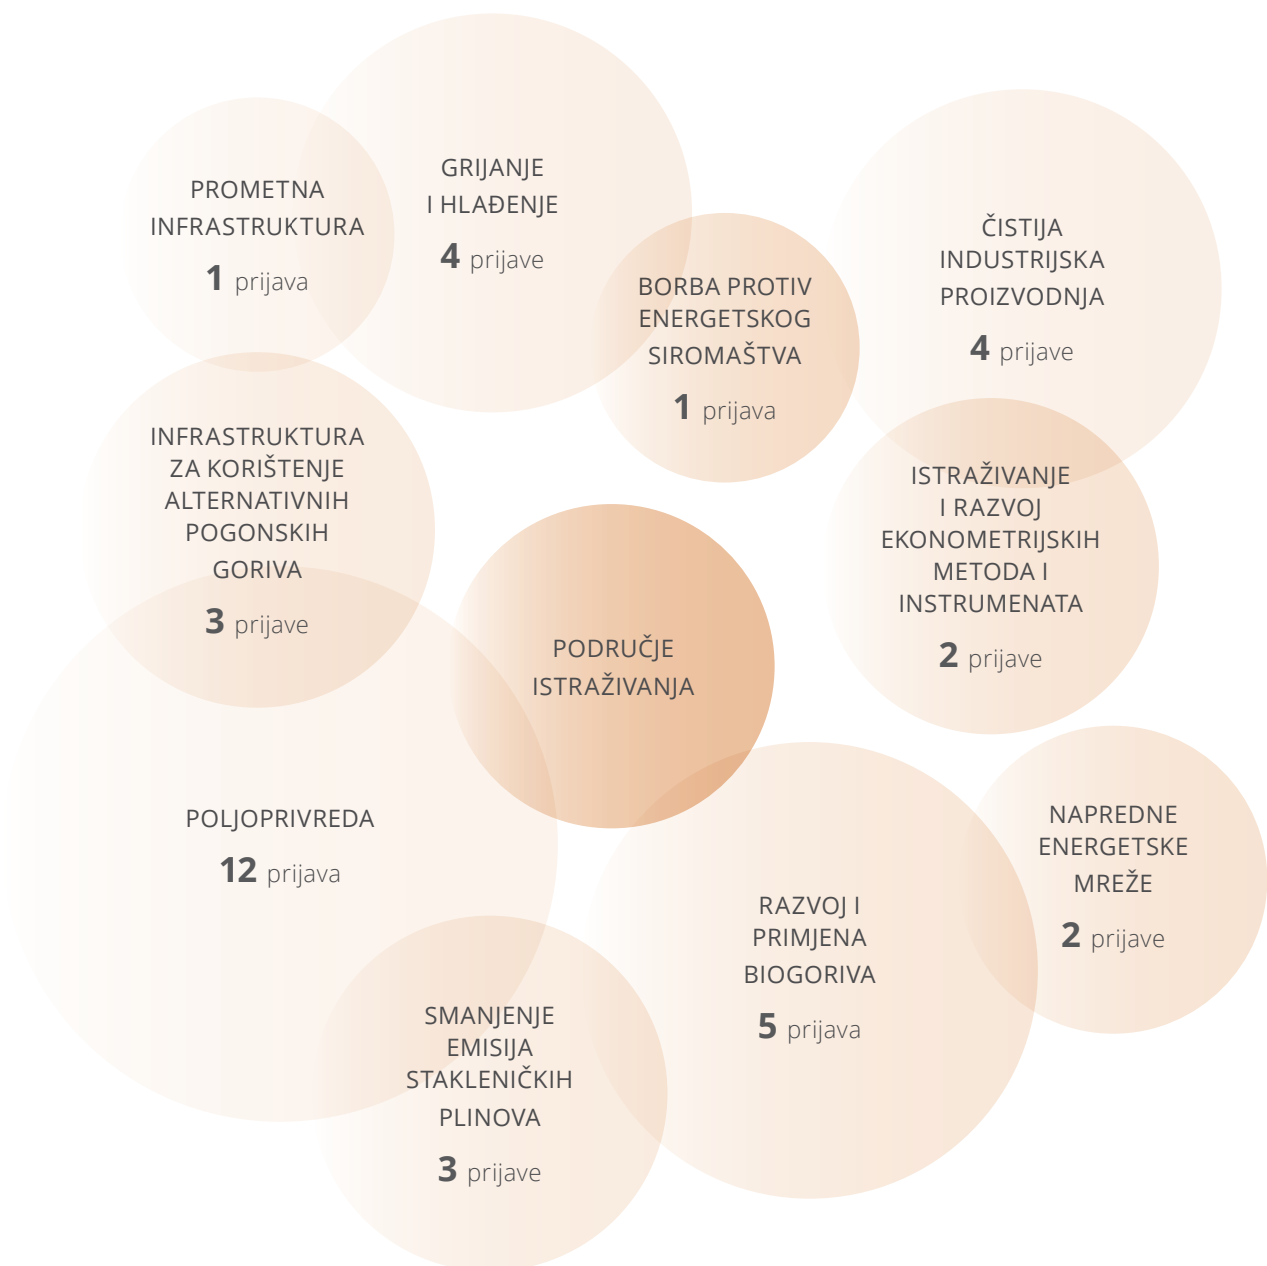 PROMETNA
INFRASTRUKTURA
1 prijava
GRIJANJE
I HLAĐENJE
4 prijave
BORBA PROTIV
ENERGETSKOG
SIROMAŠTVA
1 prijava
ČISTIJA
INDUSTRIJSKA
PROIZVODNJA
4 prijave
INFRASTRUKTURA
ZA KORIŠTENJE
ALTERNATIVNIH
POGONSKIH
GORIVA
3 prijave
ISTRAŽIVANJE
I RAZVOJ
EKONOMETRIJSKIH
METODA I
INSTRUMENATA
2 prijave
PODRUČJE
ISTRAŽIVANJA
POLJOPRIVREDA
12 prijava
NAPREDNE
ENERGETSKE
MREŽE
2 prijave
RAZVOJ I
PRIMJENA
BIOGORIVA
5 prijava
SMANJENJE
EMISIJA
STAKLENIČKIH
PLINOVA
3 prijave